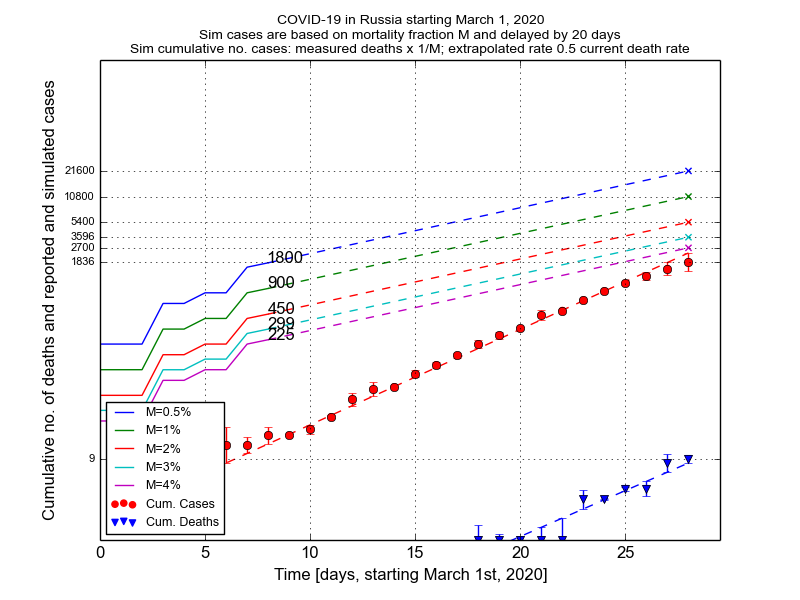 COVID-19 in Russia starting March 1, 2020
Sim cases are based on mortality fraction M and delayed by 20 days
Sim cumulative no. cases: measured deaths x 1/M; extrapolated rate 0.5 current death rate
Cumulative no. of deaths and reported and simulated cases
21600
10800
5400
3596
2700
1836
9
1800
900
450
299
225
M=0.5%
M=1%
M=2%
M=3%
M=4%
Cum. Cases
Cum. Deaths
0 5 10 15 20 25
Time [days, starting March 1st, 2020]